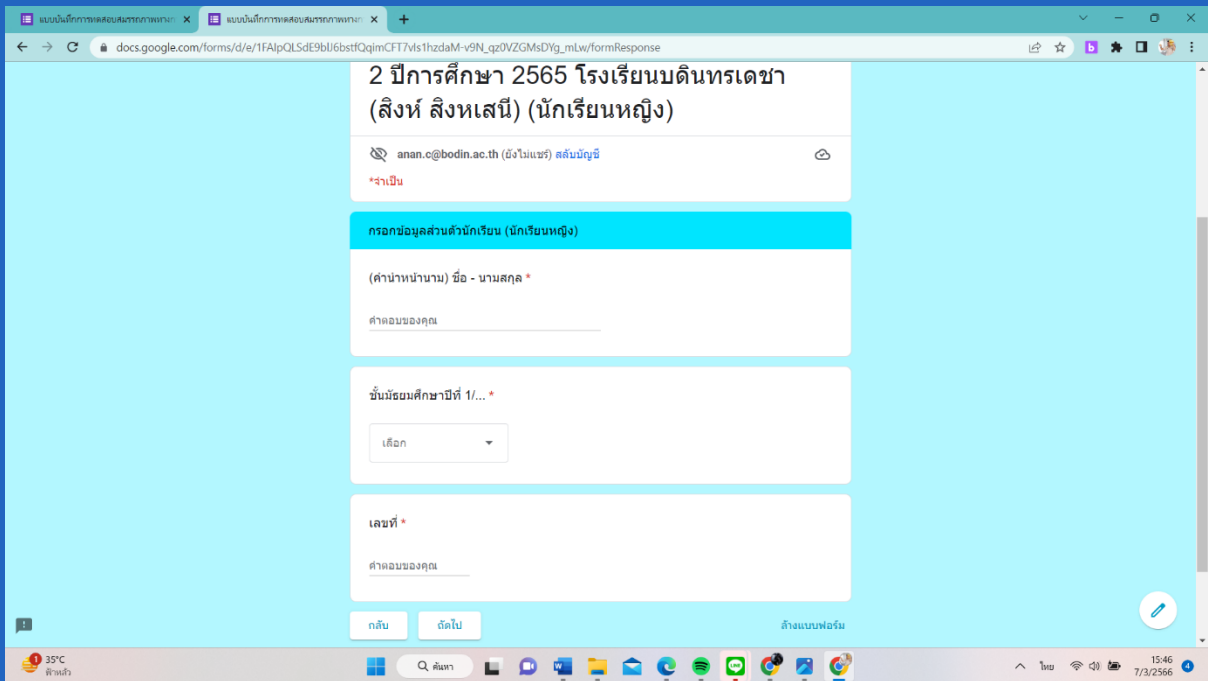 แบบบันทึกการทดสอบสมรรถภาพทางก
แบบบันทึกการทดสอบสมรรถภาพทางก
docs.google.com/forms/d/e/1FAIpQLSdE9blJ6bstfQqimCFT7vIs1hzdaM-v9N_qz0VZGMsDYg_mLw/formResponse
2 ปีการศึกษา 2565 โรงเรียนบดินทรเดชา
(สิงห์ สิงหเสนี) (นักเรียนหญิง)
anan.c@bodin.ac.th (ยังไม่แชร์) สลับบัญชี
*จำเป็น
กรอกข้อมูลส่วนตัวนักเรียน (นักเรียนหญิง)
(คำนำหน้านาม) ชื่อ - นามสกุล *
คำตอบของคุณ
ชั้นมัธยมศึกษาปีที่ 1/... *
เลือก
เลขที่ *
คำตอบของคุณ
กลับ ถัดไป ล้างแบบฟอร์ม
1 35°C
ฟ้าหลัว
ค้นหา
ไทย
15:46
7/3/2566
4